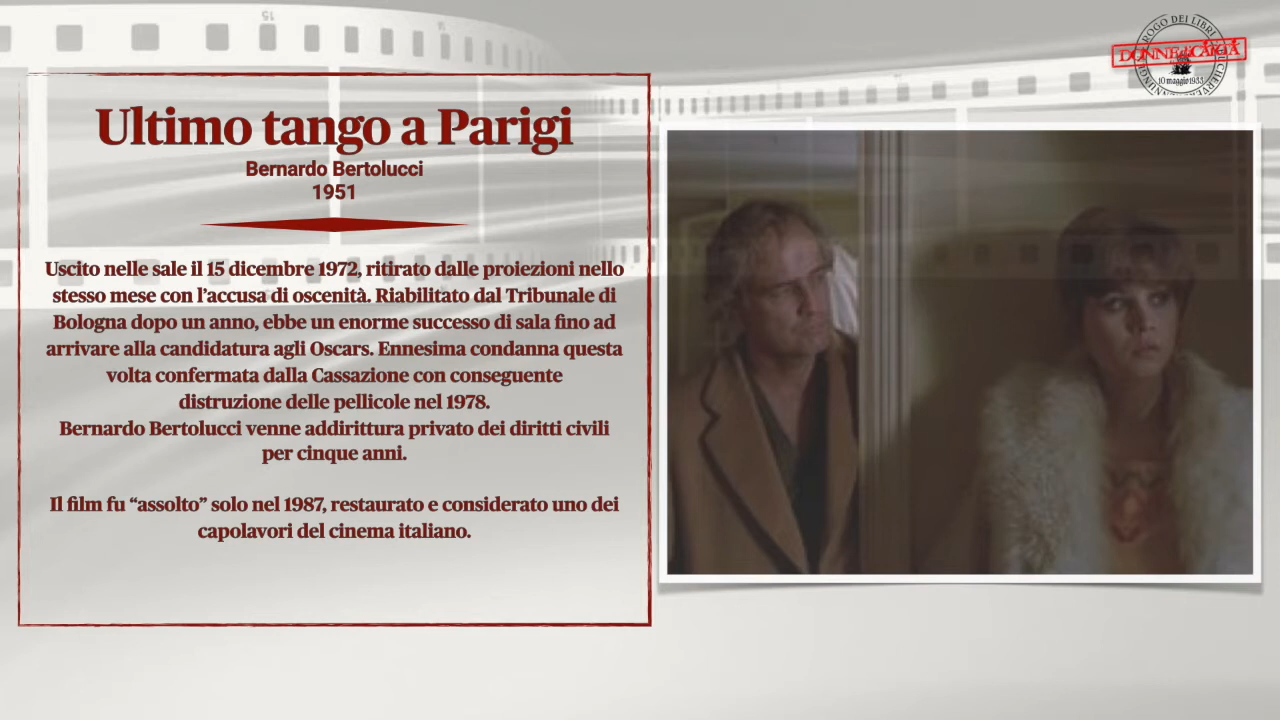 15
ROGO DEI LIBRI
DONNE di CARTA
10 maggio 1933
Ultimo tango a Parigi
Bernardo Bertolucci
1951
Uscito nelle sale il 15 dicembre 1972, ritirato dalle proiezioni nello
stesso mese con l’accusa di oscenità. Riabilitato dal Tribunale di
Bologna dopo un anno, ebbe un enorme successo di sala fino ad
arrivare alla candidatura agli Oscars. Ennesima condanna questa
volta confermata dalla Cassazione con conseguente
distruzione delle pellicole nel 1978.
Bernardo Bertolucci venne addirittura privato dei diritti civili
per cinque anni.
Il film fu “assolto” solo nel 1987, restaurato e considerato uno dei
capolavori del cinema italiano.